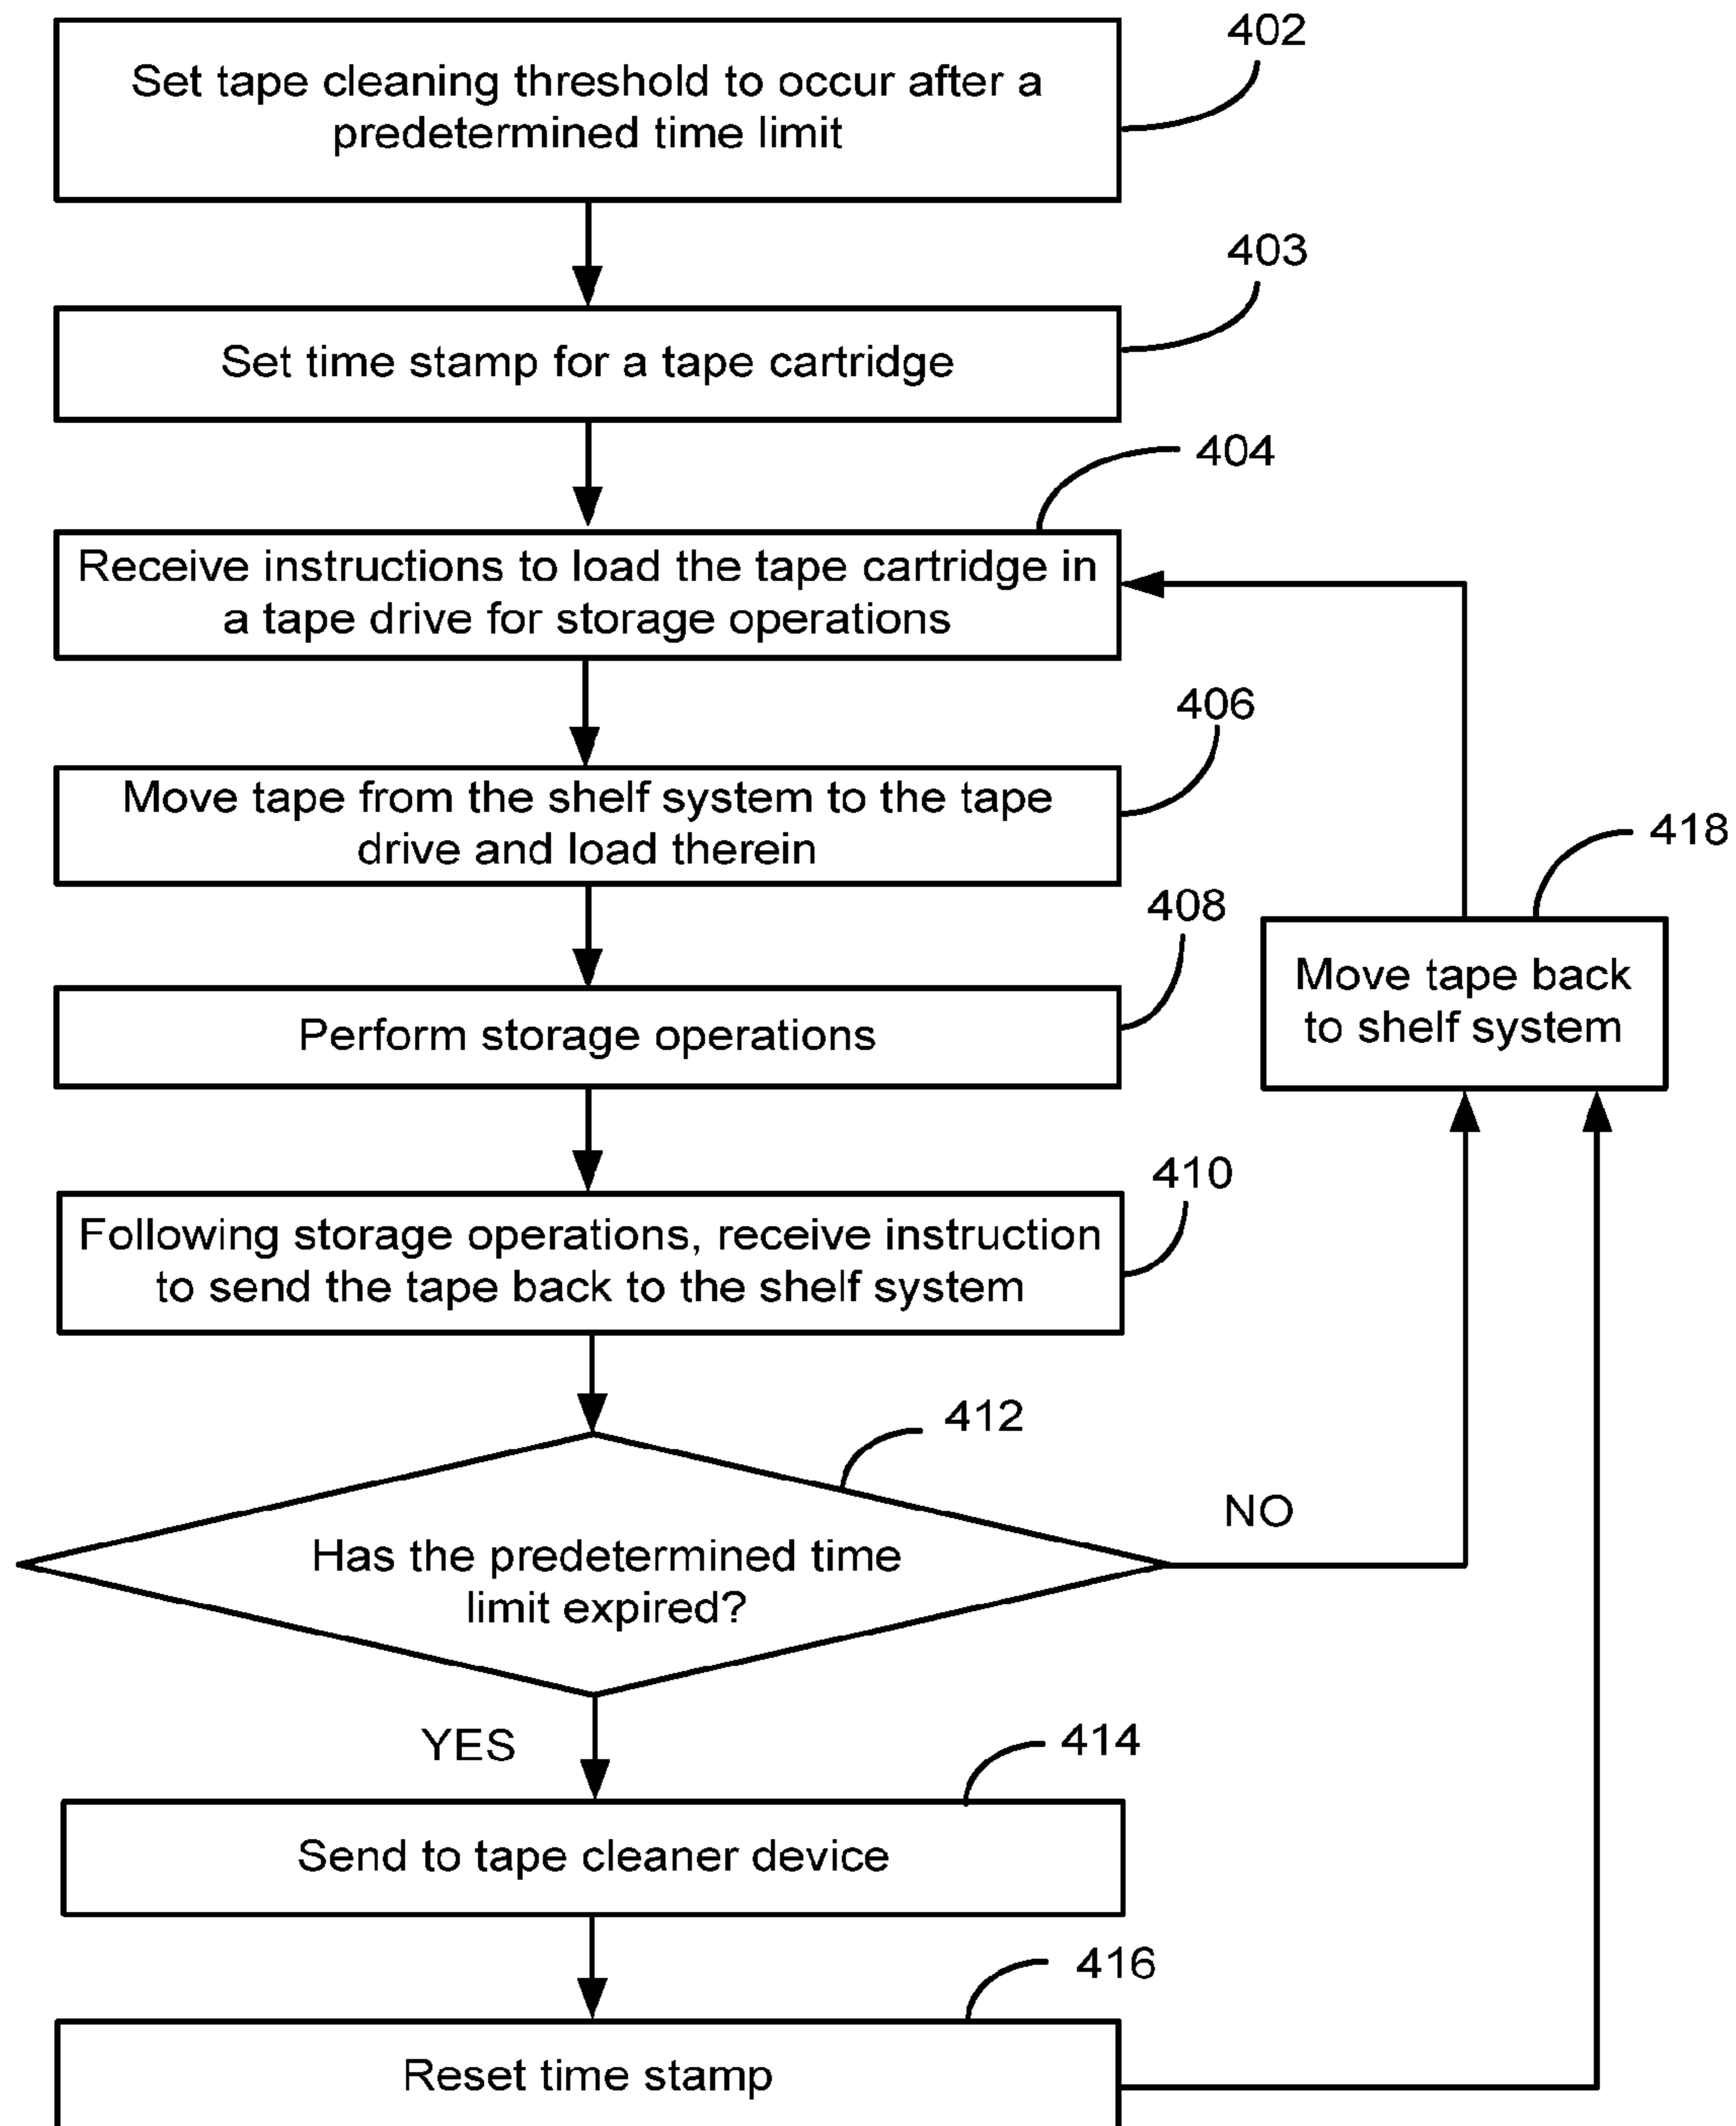 402
Set tape cleaning threshold to occur after a
predetermined time limit
403
Set time stamp for a tape cartridge
404
Receive instructions to load the tape cartridge in
a tape drive for storage operations
406
Move tape from the shelf system to the tape
drive and load therein
418
408
Move tape back
to shelf system
Perform storage operations
410
Following storage operations, receive instruction
to send the tape back to the shelf system
412
NO
Has the predetermined time
limit expired?
YES
414
Send to tape cleaner device
416
Reset time stamp